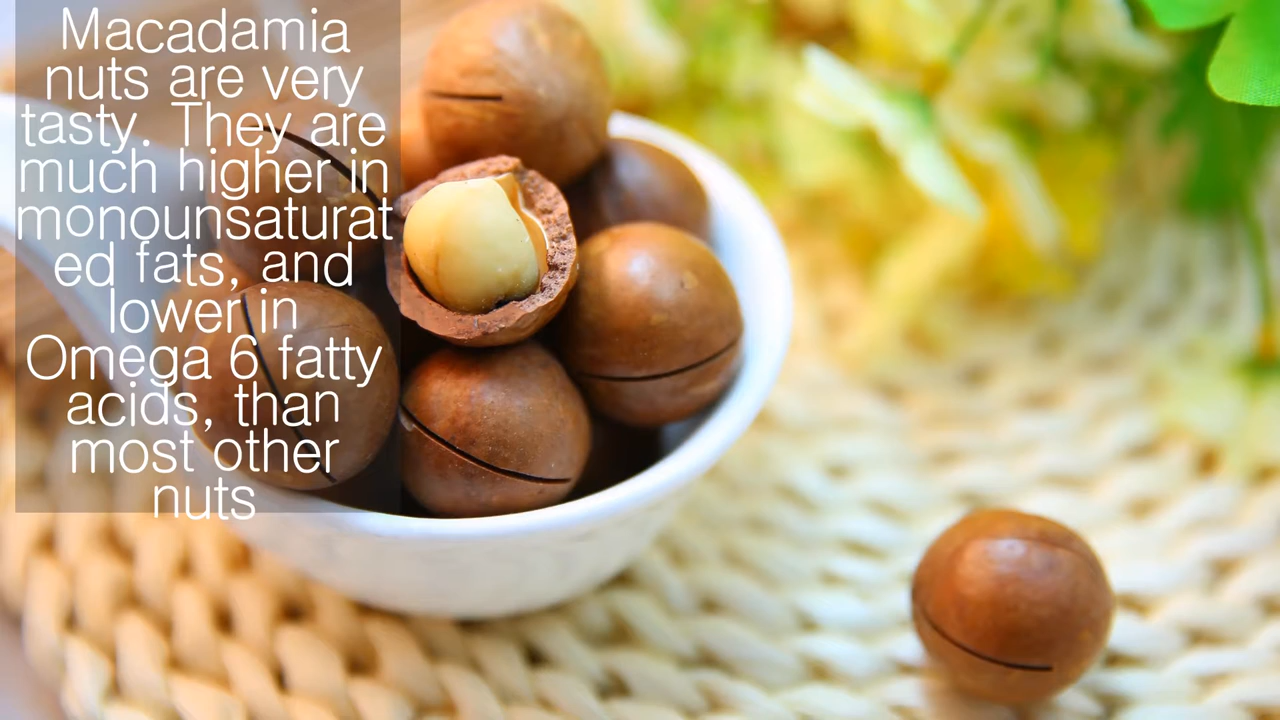 Macadamia
nuts are very
tasty. They are
much higher in
monounsaturat
ed fats, and
lower in
Omega 6 fatty
acids, than
most other
nuts